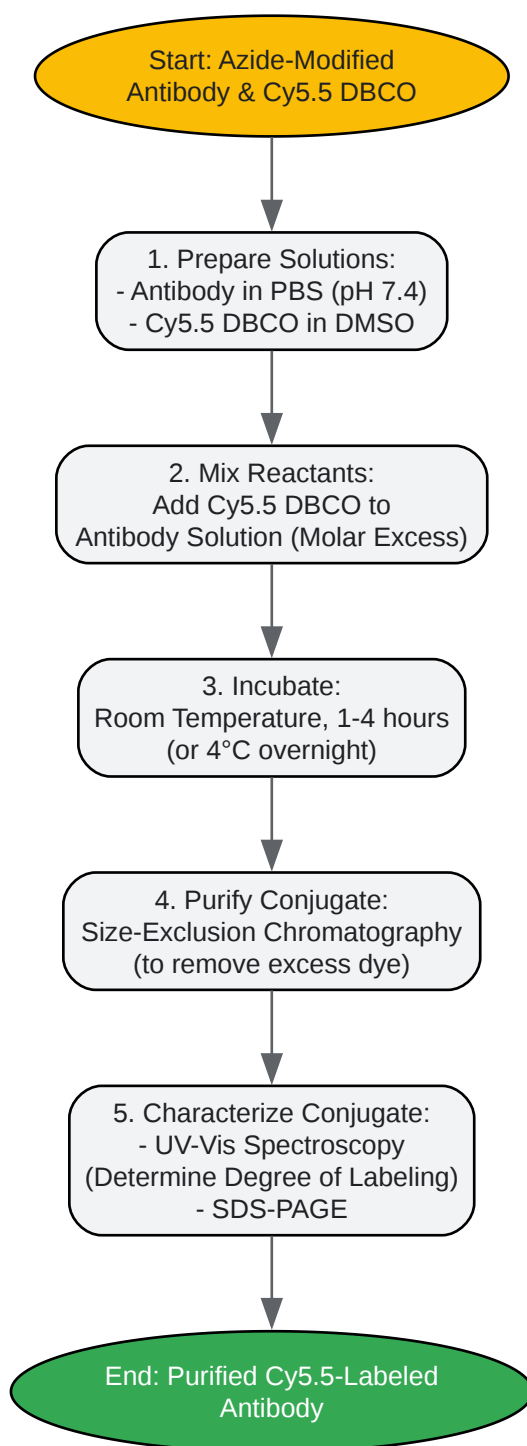 Start: Azide-Modified
Antibody & Cy5.5 DBCO
1. Prepare Solutions:
- Antibody in PBS (pH 7.4)
- Cy5.5 DBCO in DMSO
2. Mix Reactants:
Add Cy5.5 DBCO to
Antibody Solution (Molar Excess)
3. Incubate:
Room Temperature, 1-4 hours
(or 4°C overnight)
4. Purify Conjugate:
Size-Exclusion Chromatography
(to remove excess dye)
5. Characterize Conjugate:
- UV-Vis Spectroscopy
(Determine Degree of Labeling)
- SDS-PAGE
End: Purified Cy5.5-Labeled
Antibody